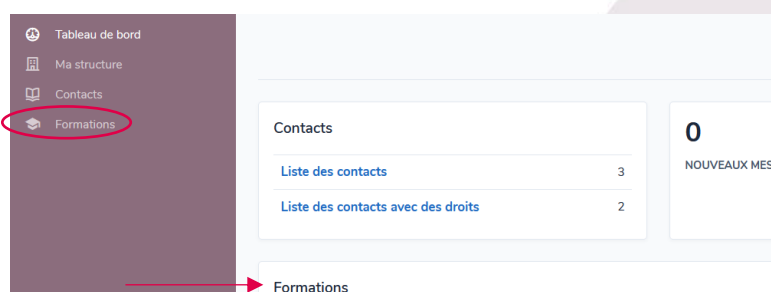 Tableau de bord
Ma structure
Contacts
Formations
Contacts
Liste des contacts 3
Liste des contacts avec des droits 2
0
NOUVEAUX MES
Formations